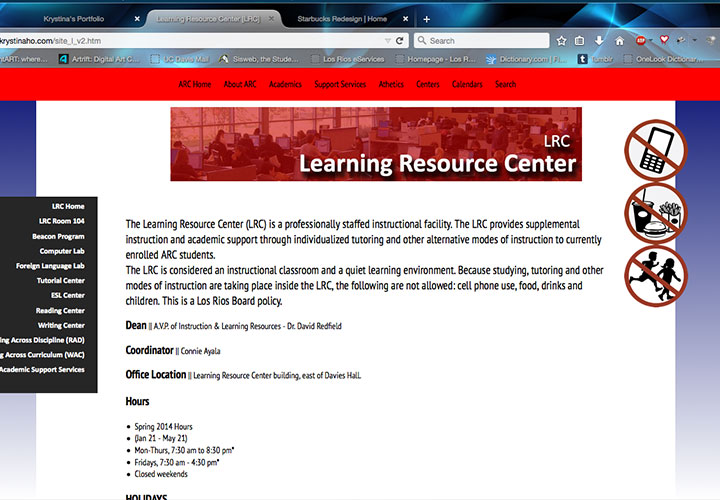 Krystina's Portfolio
Learning Resource Center [LRC]
Starbucks Redesign | Home
krystinaho.com/site_l_v2.htm
Search
ntART: where...
Artrift: Digital Art C...
UC Davis Mail
Sisweb, the Stude...
Los Rios eServices
Homepage - Los R...
Dictionary.com | Fi...
tumblr
OneLook Dictionar...
ARC Home
About ARC
Academics
Support Services
Athetics
Centers
Calendars
Search
LRC
Learning Resource Center
LRC Home
LRC Room 104
Beacon Program
Computer Lab
Foreign Language Lab
Tutorial Center
ESL Center
Reading Center
Writing Center
ing Across Discipline (RAD)
ng Across Curriculum (WAC)
Academic Support Services
The Learning Resource Center (LRC) is a professionally staffed instructional facility. The LRC provides supplemental
instruction and academic support through individualized tutoring and other alternative modes of instruction to currently
enrolled ARC students.
The LRC is considered an instructional classroom and a quiet learning environment. Because studying, tutoring and other
modes of instruction are taking place inside the LRC, the following are not allowed: cell phone use, food, drinks and
children. This is a Los Rios Board policy.
Dean || A.V.P. of Instruction & Learning Resources - Dr. David Redfield
Coordinator || Connie Ayala
Office Location || Learning Resource Center building, east of Davies Hall.
Hours
Spring 2014 Hours
(Jan 21 - May 21)
Mon-Thurs, 7:30 am to 8:30 pm*
Fridays, 7:30 am - 4:30 pm*
Closed weekends
HOLIDAYS